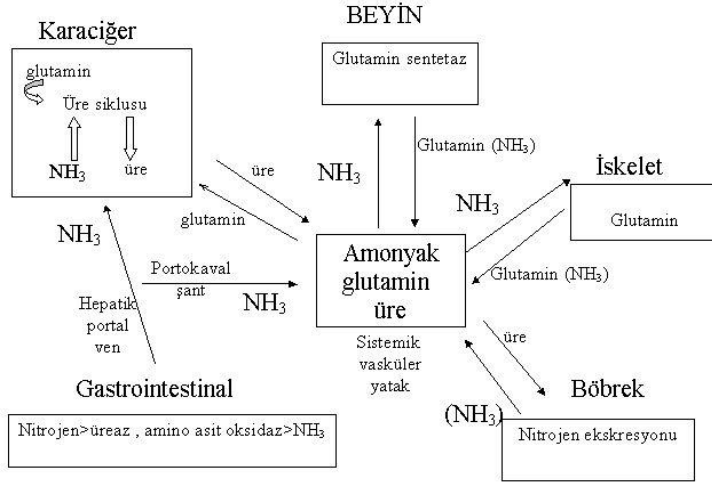 BEYİN
Karaciğer
glutamin
Üre siklusu
NH₃
üre
Glutamin sentetaz
NH₃
Glutamin (NH₃)
İskelet
Glutamin
NH₃
Glutamin (NH₃)
üre
glutamin
Amonyak
glutamin
üre
Sistemik
vasküler
yatak
NH₃
Portokaval
şant
NH₃
Hepatik
portal
ven
Gastrointestinal
Nitrojen>üreaz , amino asit oksidaz>NH₃
üre
(NH₃)
Böbrek
Nitrojen ekskresyonu